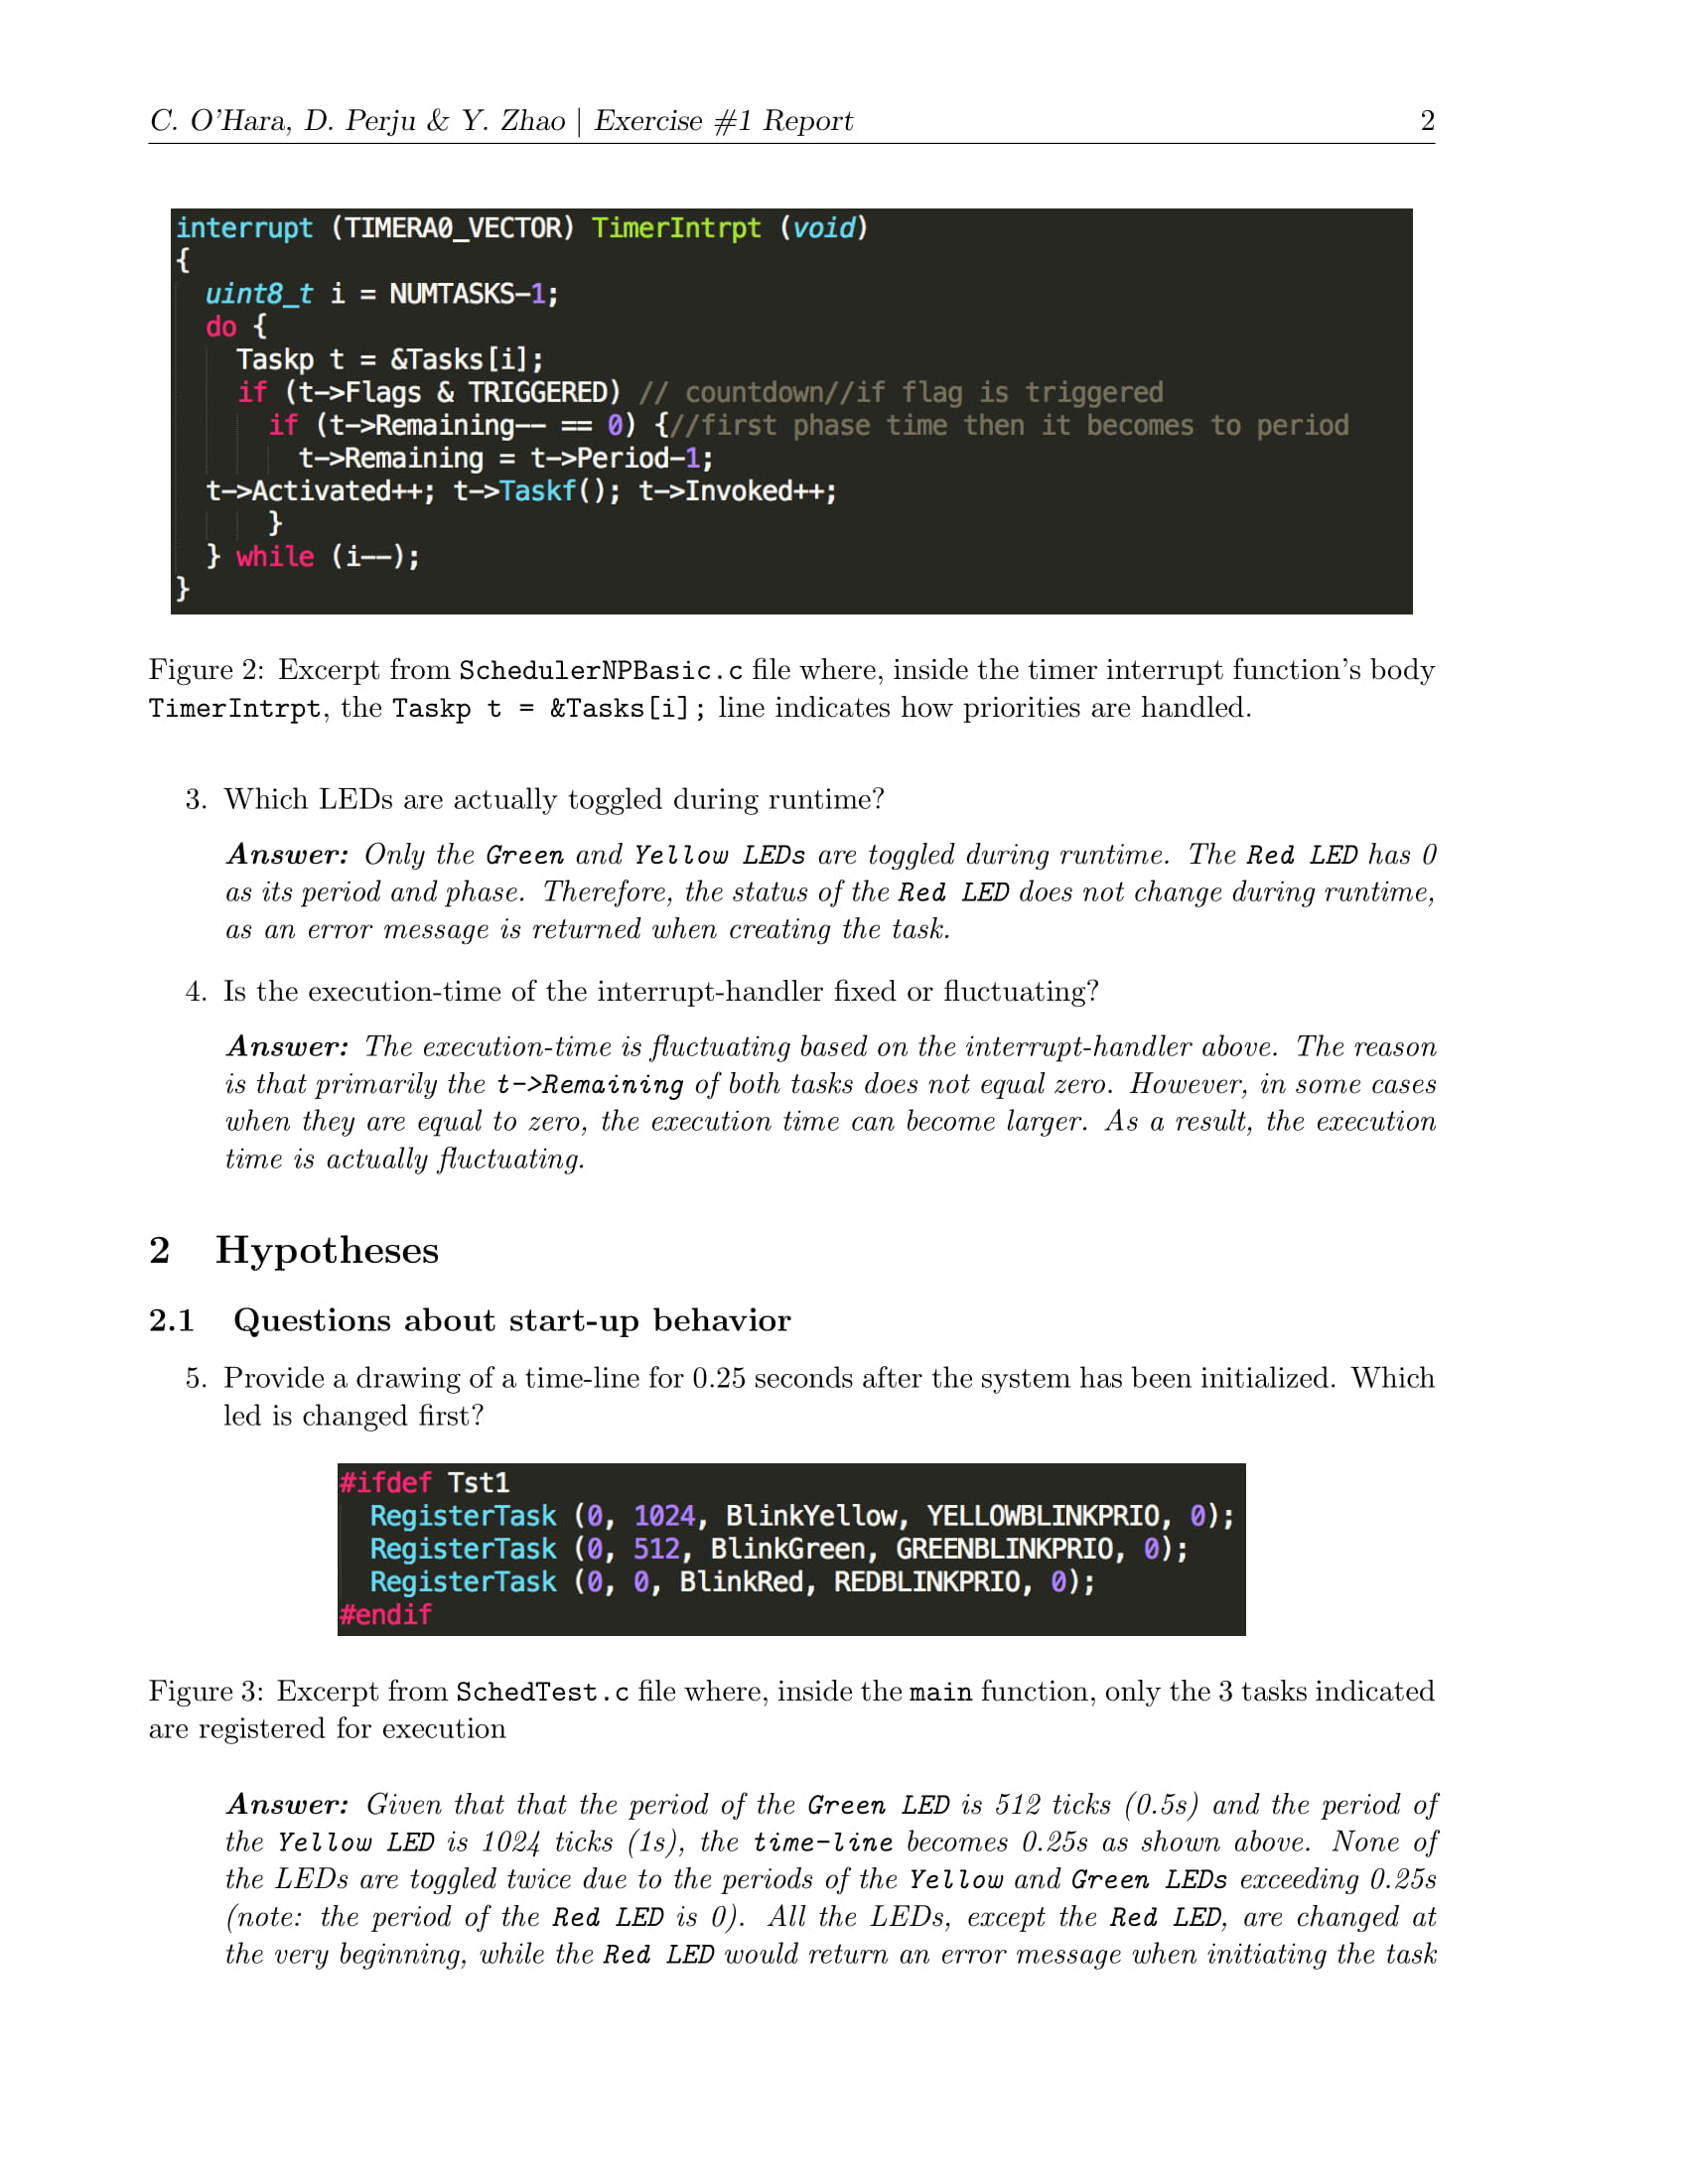 C. O'Hara, D. Perju & Y. Zhao | Exercise #1 Report 2
interrupt (TIMERA0_VECTOR) TimerIntrpt (void)
{
uint8_t i = NUMTASKS-1;
do {
Taskp t = &Tasks[i];
if (t->Flags & TRIGGERED) // countdown//if flag is triggered
if (t->Remaining-- == 0) {//first phase time then it becomes to period
t->Remaining = t->Period-1;
t->Activated++; t->Taskf(); t->Invoked++;
}
} while (i--);
}
Figure 2: Excerpt from SchedulerNPBasic.c file where, inside the timer interrupt function's body
TimerIntrpt, the Taskp t = &Tasks[i]; line indicates how priorities are handled.
3. Which LEDs are actually toggled during runtime?
Answer: Only the Green and Yellow LEDs are toggled during runtime. The Red LED has 0
as its period and phase. Therefore, the status of the Red LED does not change during runtime,
as an error message is returned when creating the task.
4. Is the execution-time of the interrupt-handler fixed or fluctuating?
Answer: The execution-time is fluctuating based on the interrupt-handler above. The reason
is that primarily the t->Remaining of both tasks does not equal zero. However, in some cases
when they are equal to zero, the execution time can become larger. As a result, the execution
time is actually fluctuating.
2 Hypotheses
2.1 Questions about start-up behavior
5. Provide a drawing of a time-line for 0.25 seconds after the system has been initialized. Which
led is changed first?
#ifdef Tst1
RegisterTask (0, 1024, BlinkYellow, YELLOWBLINKPRIO, 0);
RegisterTask (0, 512, BlinkGreen, GREENBLINKPRIO, 0);
RegisterTask (0, 0, BlinkRed, REDBLINKPRIO, 0);
#endif
Figure 3: Excerpt from SchedTest.c file where, inside the main function, only the 3 tasks indicated
are registered for execution
Answer: Given that that the period of the Green LED is 512 ticks (0.5s) and the period of
the Yellow LED is 1024 ticks (1s), the time-line becomes 0.25s as shown above. None of
the LEDs are toggled twice due to the periods of the Yellow and Green LEDs exceeding 0.25s
(note: the period of the Red LED is 0). All the LEDs, except the Red LED, are changed at
the very beginning, while the Red LED would return an error message when initiating the task